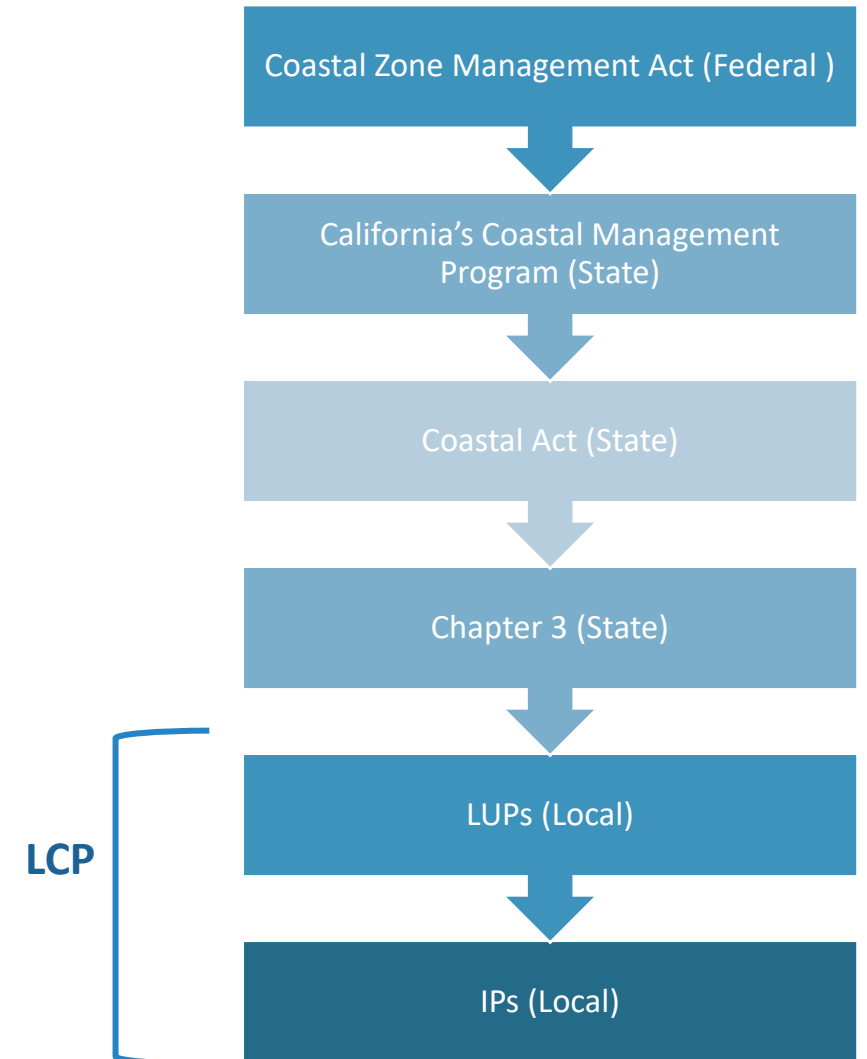 Coastal Zone Management Act (Federal )
California’s Coastal Management
Program (State)
Coastal Act (State)
Chapter 3 (State)
LUPs (Local)
LCP
IPs (Local)